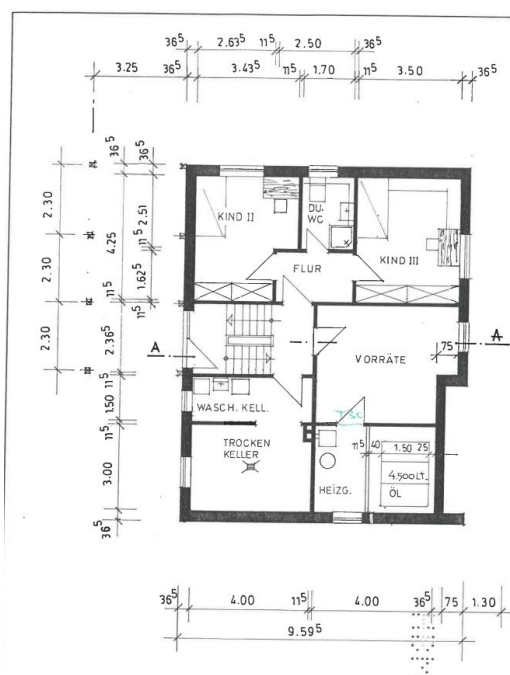 36⁵ 2.63⁵ 11⁵ 2.50 36⁵
3.25 36⁵ 3.43⁵ 11⁵ 1.70 11⁵ 3.50 36⁵
36⁵ 36⁵
2.30 4.25 2.51
KIND II DU. WC KIND III
11⁵
FLUR
2.30 1.62⁵
11⁵ 11⁵
A A
2.36⁵ 75
VORRÄTE
11⁵
1.50 WASCH. KELL.
11⁵
TROCKEN
KELLER
11⁵ 40 1.50 25
3.00 4.500 LT.
HEIZG. ÖL
36⁵
36⁵ 4.00 11⁵ 4.00 36⁵ 75 1.30
9.59⁵